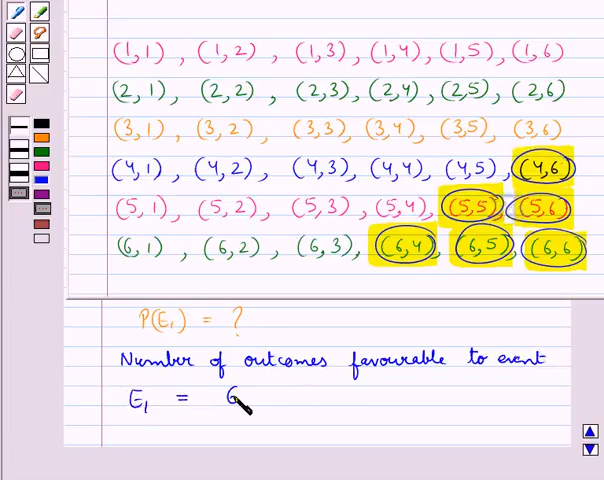 (1,1) , (1,2) , (1,3) , (1,4) , (1,5) , (1,6)
(2,1) , (2,2) , (2,3) , (2,4) , (2,5) , (2,6)
(3,1) , (3,2) , (3,3) , (3,4) , (3,5) , (3,6)
(4,1) , (4,2) , (4,3) , (4,4) , (4,5) , (4,6)
(5,1) , (5,2) , (5,3) , (5,4) , (5,5) , (5,6)
(6,1) , (6,2) , (6,3) , (6,4) , (6,5) , (6,6)
P(E₁) = ?
Number of outcomes favourable to event
E₁ = 6